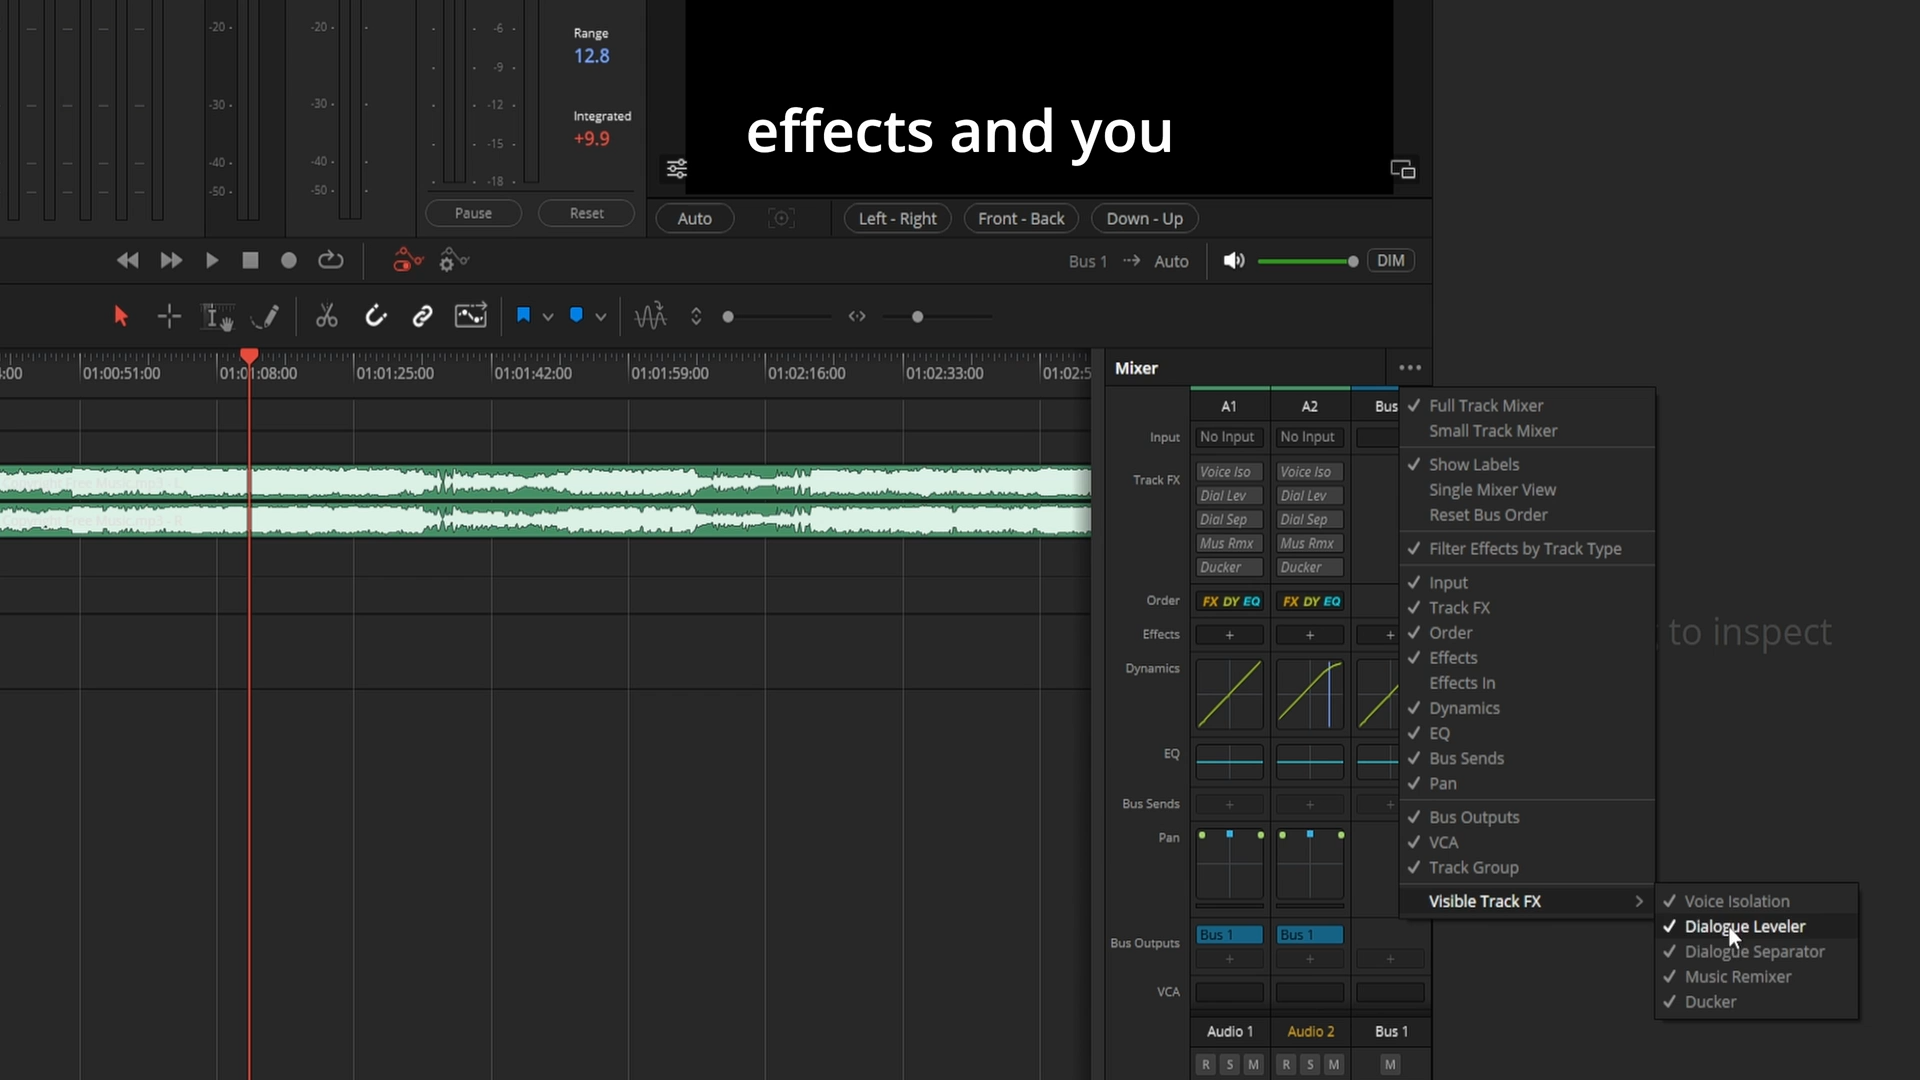 -20
-20
-6
Range
12.8
-9
-30
-30
-12
Integrated
+9.9
-15
-40
-40
-50
-50
-18
effects and you
Pause
Reset
Auto
Left - Right
Front - Back
Down - Up
Bus 1
Auto
DIM
:00
01:00:51:00
01:01:08:00
01:01:25:00
01:01:42:00
01:01:59:00
01:02:16:00
01:02:33:00
01:02:5
Copyright Free Music.mp3 - L
Copyright Free Music.mp3 - R
Mixer
A1
A2
Bus
Input
No Input
No Input
Track FX
Voice Iso
Voice Iso
Dial Lev
Dial Lev
Dial Sep
Dial Sep
Mus Rmx
Mus Rmx
Ducker
Ducker
Order
FX DY EQ
FX DY EQ
Effects
+
+
+
Dynamics
EQ
Bus Sends
+
+
+
Pan
Bus Outputs
Bus 1
Bus 1
+
+
+
VCA
Audio 1
Audio 2
Bus 1
R S M
R S M
M
Full Track Mixer
Small Track Mixer
Show Labels
Single Mixer View
Reset Bus Order
Filter Effects by Track Type
Input
Track FX
Order
Effects
Effects In
Dynamics
EQ
Bus Sends
Pan
Bus Outputs
VCA
Track Group
Visible Track FX
to inspect
Voice Isolation
Dialogue Leveler
Dialogue Separator
Music Remixer
Ducker